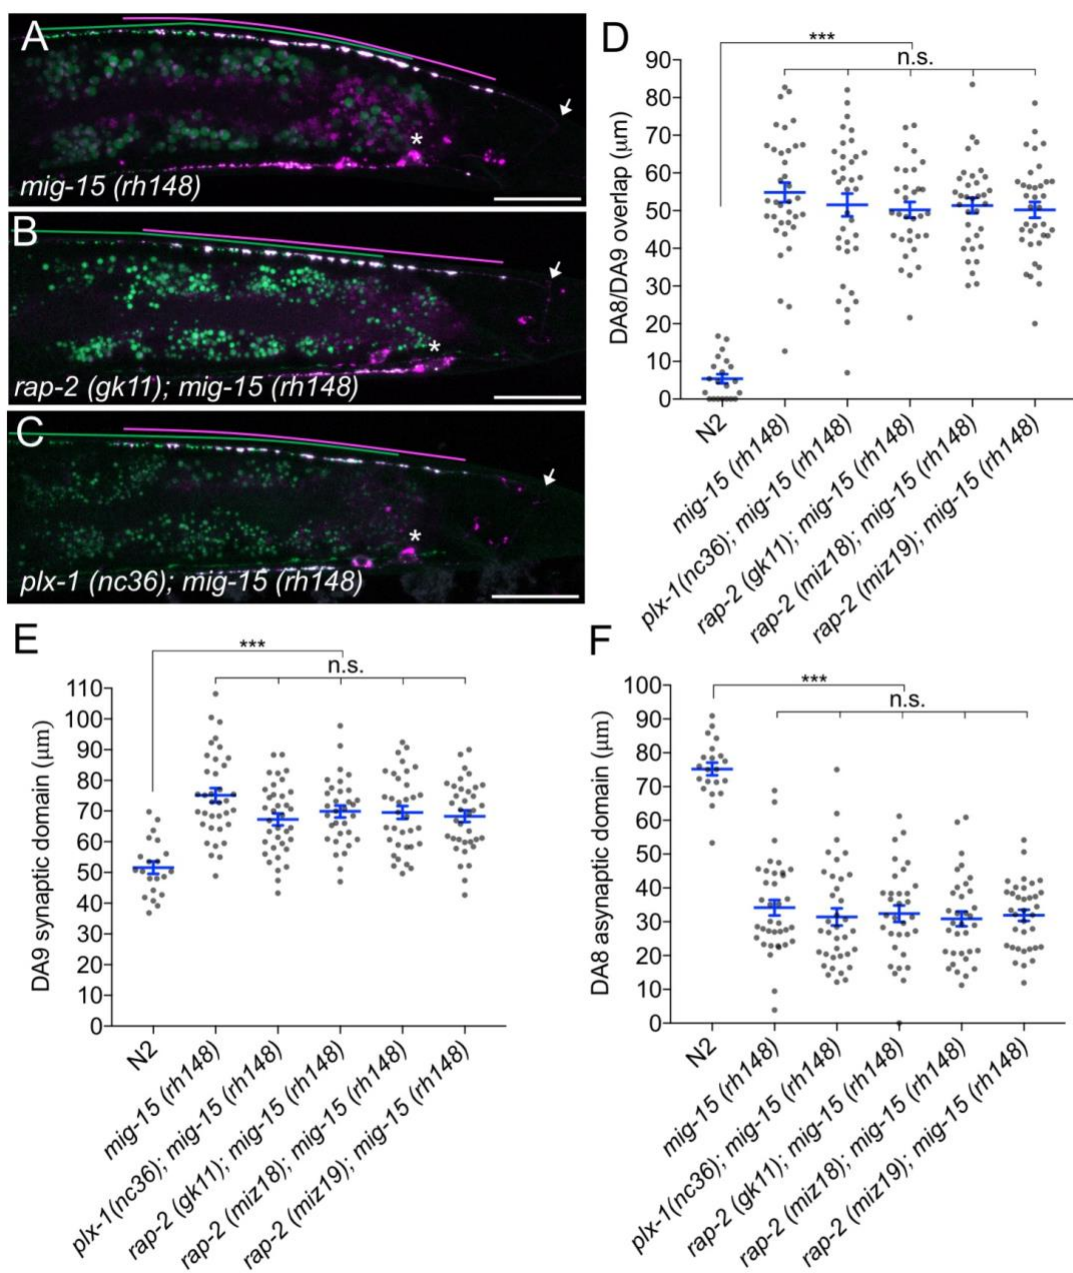 A
mig-15 (rh148)
B
rap-2 (gk11); mig-15 (rh148)
C
plx-1 (nc36); mig-15 (rh148)
D
***
n.s.
DA8/DA9 overlap (μm)
90
80
70
60
50
40
30
20
10
0
N2
mig-15 (rh148)
plx-1(nc36); mig-15 (rh148)
rap-2 (gk11); mig-15 (rh148)
rap-2 (miz18); mig-15 (rh148)
rap-2 (miz19); mig-15 (rh148)
E
***
n.s.
DA9 synaptic domain (μm)
110
100
90
80
70
60
50
40
30
20
10
0
N2
mig-15 (rh148)
plx-1(nc36); mig-15 (rh148)
rap-2 (gk11); mig-15 (rh148)
rap-2 (miz18); mig-15 (rh148)
rap-2 (miz19); mig-15 (rh148)
F
***
n.s.
DA8 asynaptic domain (μm)
100
90
80
70
60
50
40
30
20
10
0
N2
mig-15 (rh148)
plx-1(nc36); mig-15 (rh148)
rap-2 (gk11); mig-15 (rh148)
rap-2 (miz18); mig-15 (rh148)
rap-2 (miz19); mig-15 (rh148)